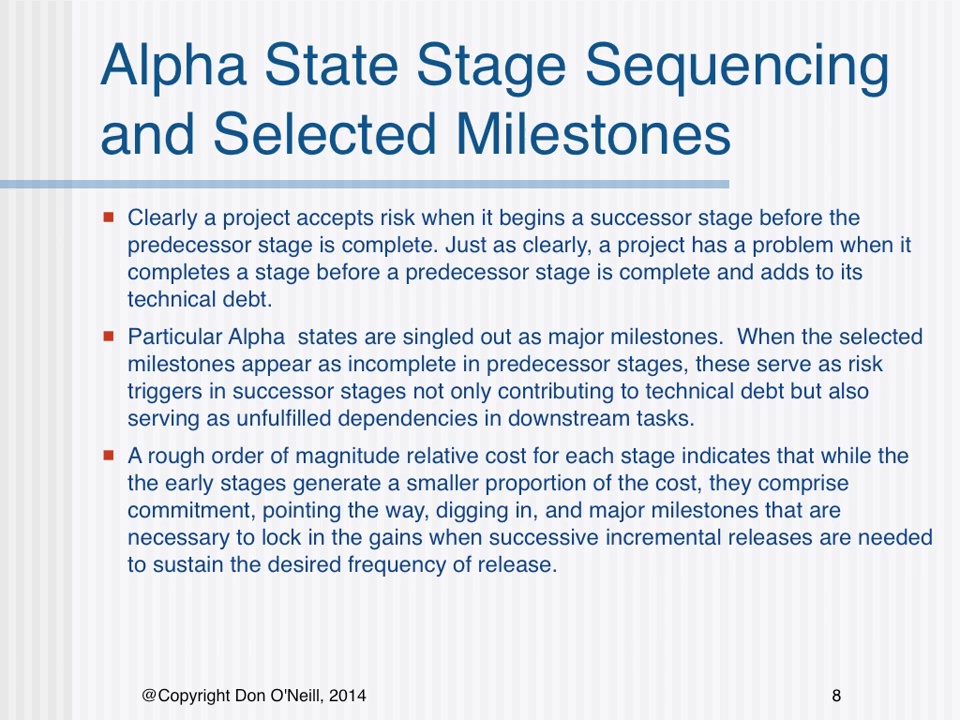 Alpha State Stage Sequencing
and Selected Milestones
Clearly a project accepts risk when it begins a successor stage before the
predecessor stage is complete. Just as clearly, a project has a problem when it
completes a stage before a predecessor stage is complete and adds to its
technical debt.
Particular Alpha  states are singled out as major milestones.  When the selected
milestones appear as incomplete in predecessor stages, these serve as risk
triggers in successor stages not only contributing to technical debt but also
serving as unfulfilled dependencies in downstream tasks.
A rough order of magnitude relative cost for each stage indicates that while the
the early stages generate a smaller proportion of the cost, they comprise
commitment, pointing the way, digging in, and major milestones that are
necessary to lock in the gains when successive incremental releases are needed
to sustain the desired frequency of release.
@Copyright Don O'Neill, 2014
8